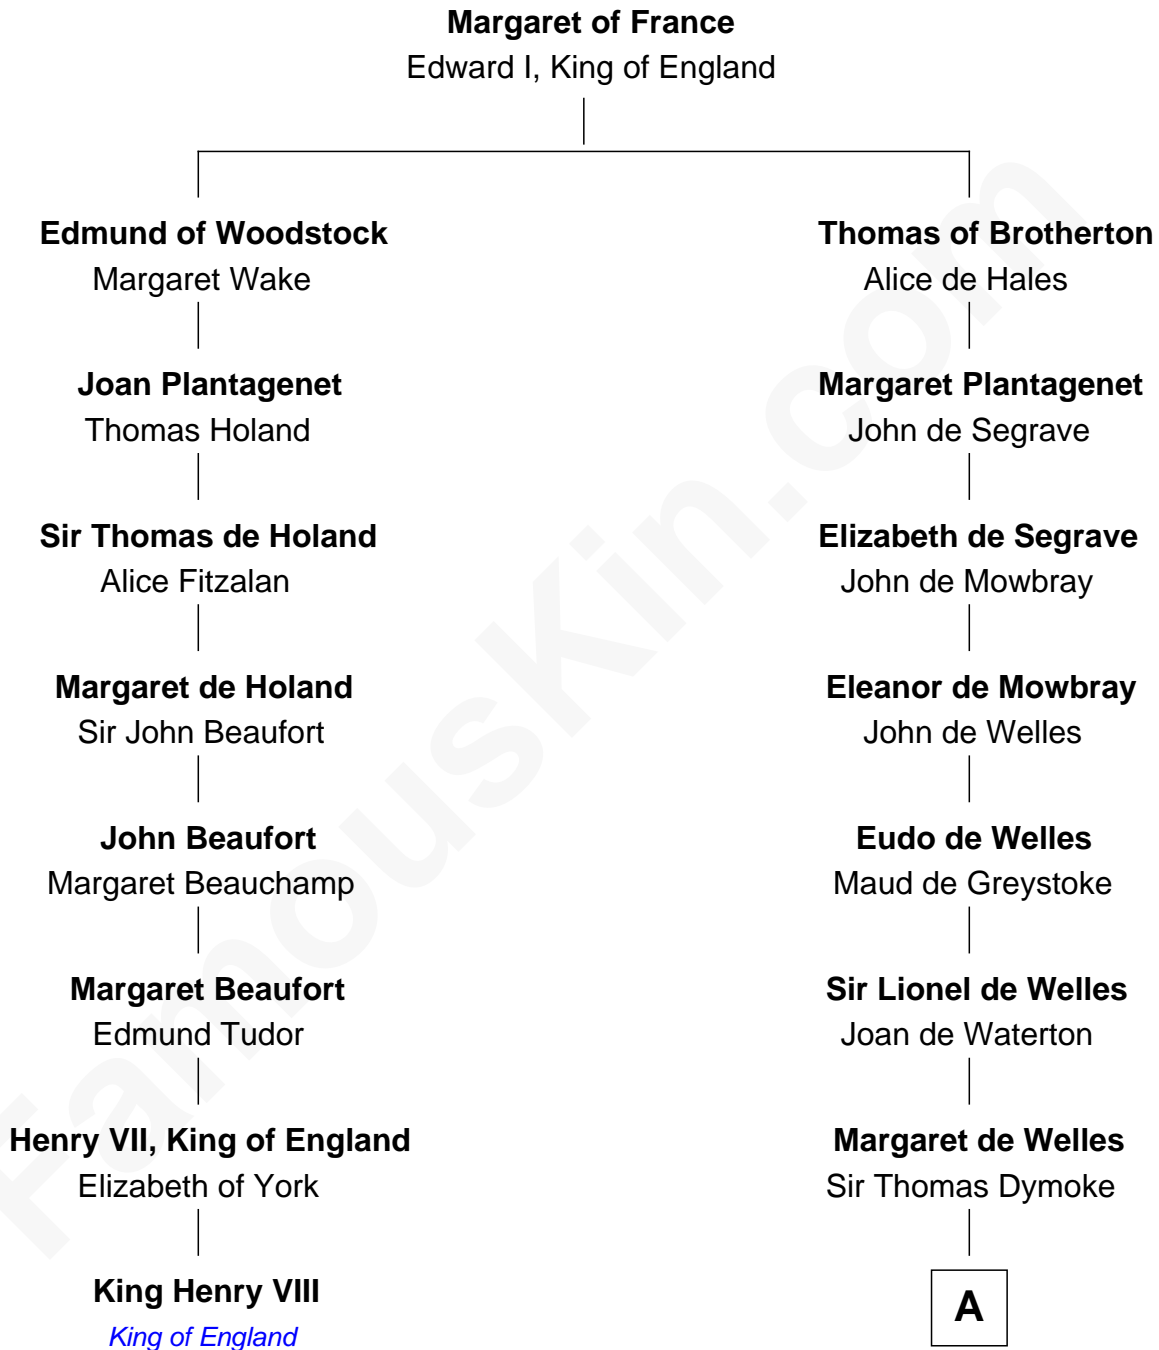 Margaret of France
Edward I, King of England
Edmund of Woodstock
Margaret Wake
Thomas of Brotherton
Alice de Hales
Joan Plantagenet
Thomas Holand
Margaret Plantagenet
John de Segrave
Sir Thomas de Holand
Alice Fitzalan
Elizabeth de Segrave
John de Mowbray
Margaret de Holand
Sir John Beaufort
Eleanor de Mowbray
John de Welles
John Beaufort
Margaret Beauchamp
Eudo de Welles
Maud de Greystoke
Margaret Beaufort
Edmund Tudor
Sir Lionel de Welles
Joan de Waterton
Henry VII, King of England
Elizabeth of York
Margaret de Welles
Sir Thomas Dymoke
King Henry VIII
King of England
A
FamousKin.com